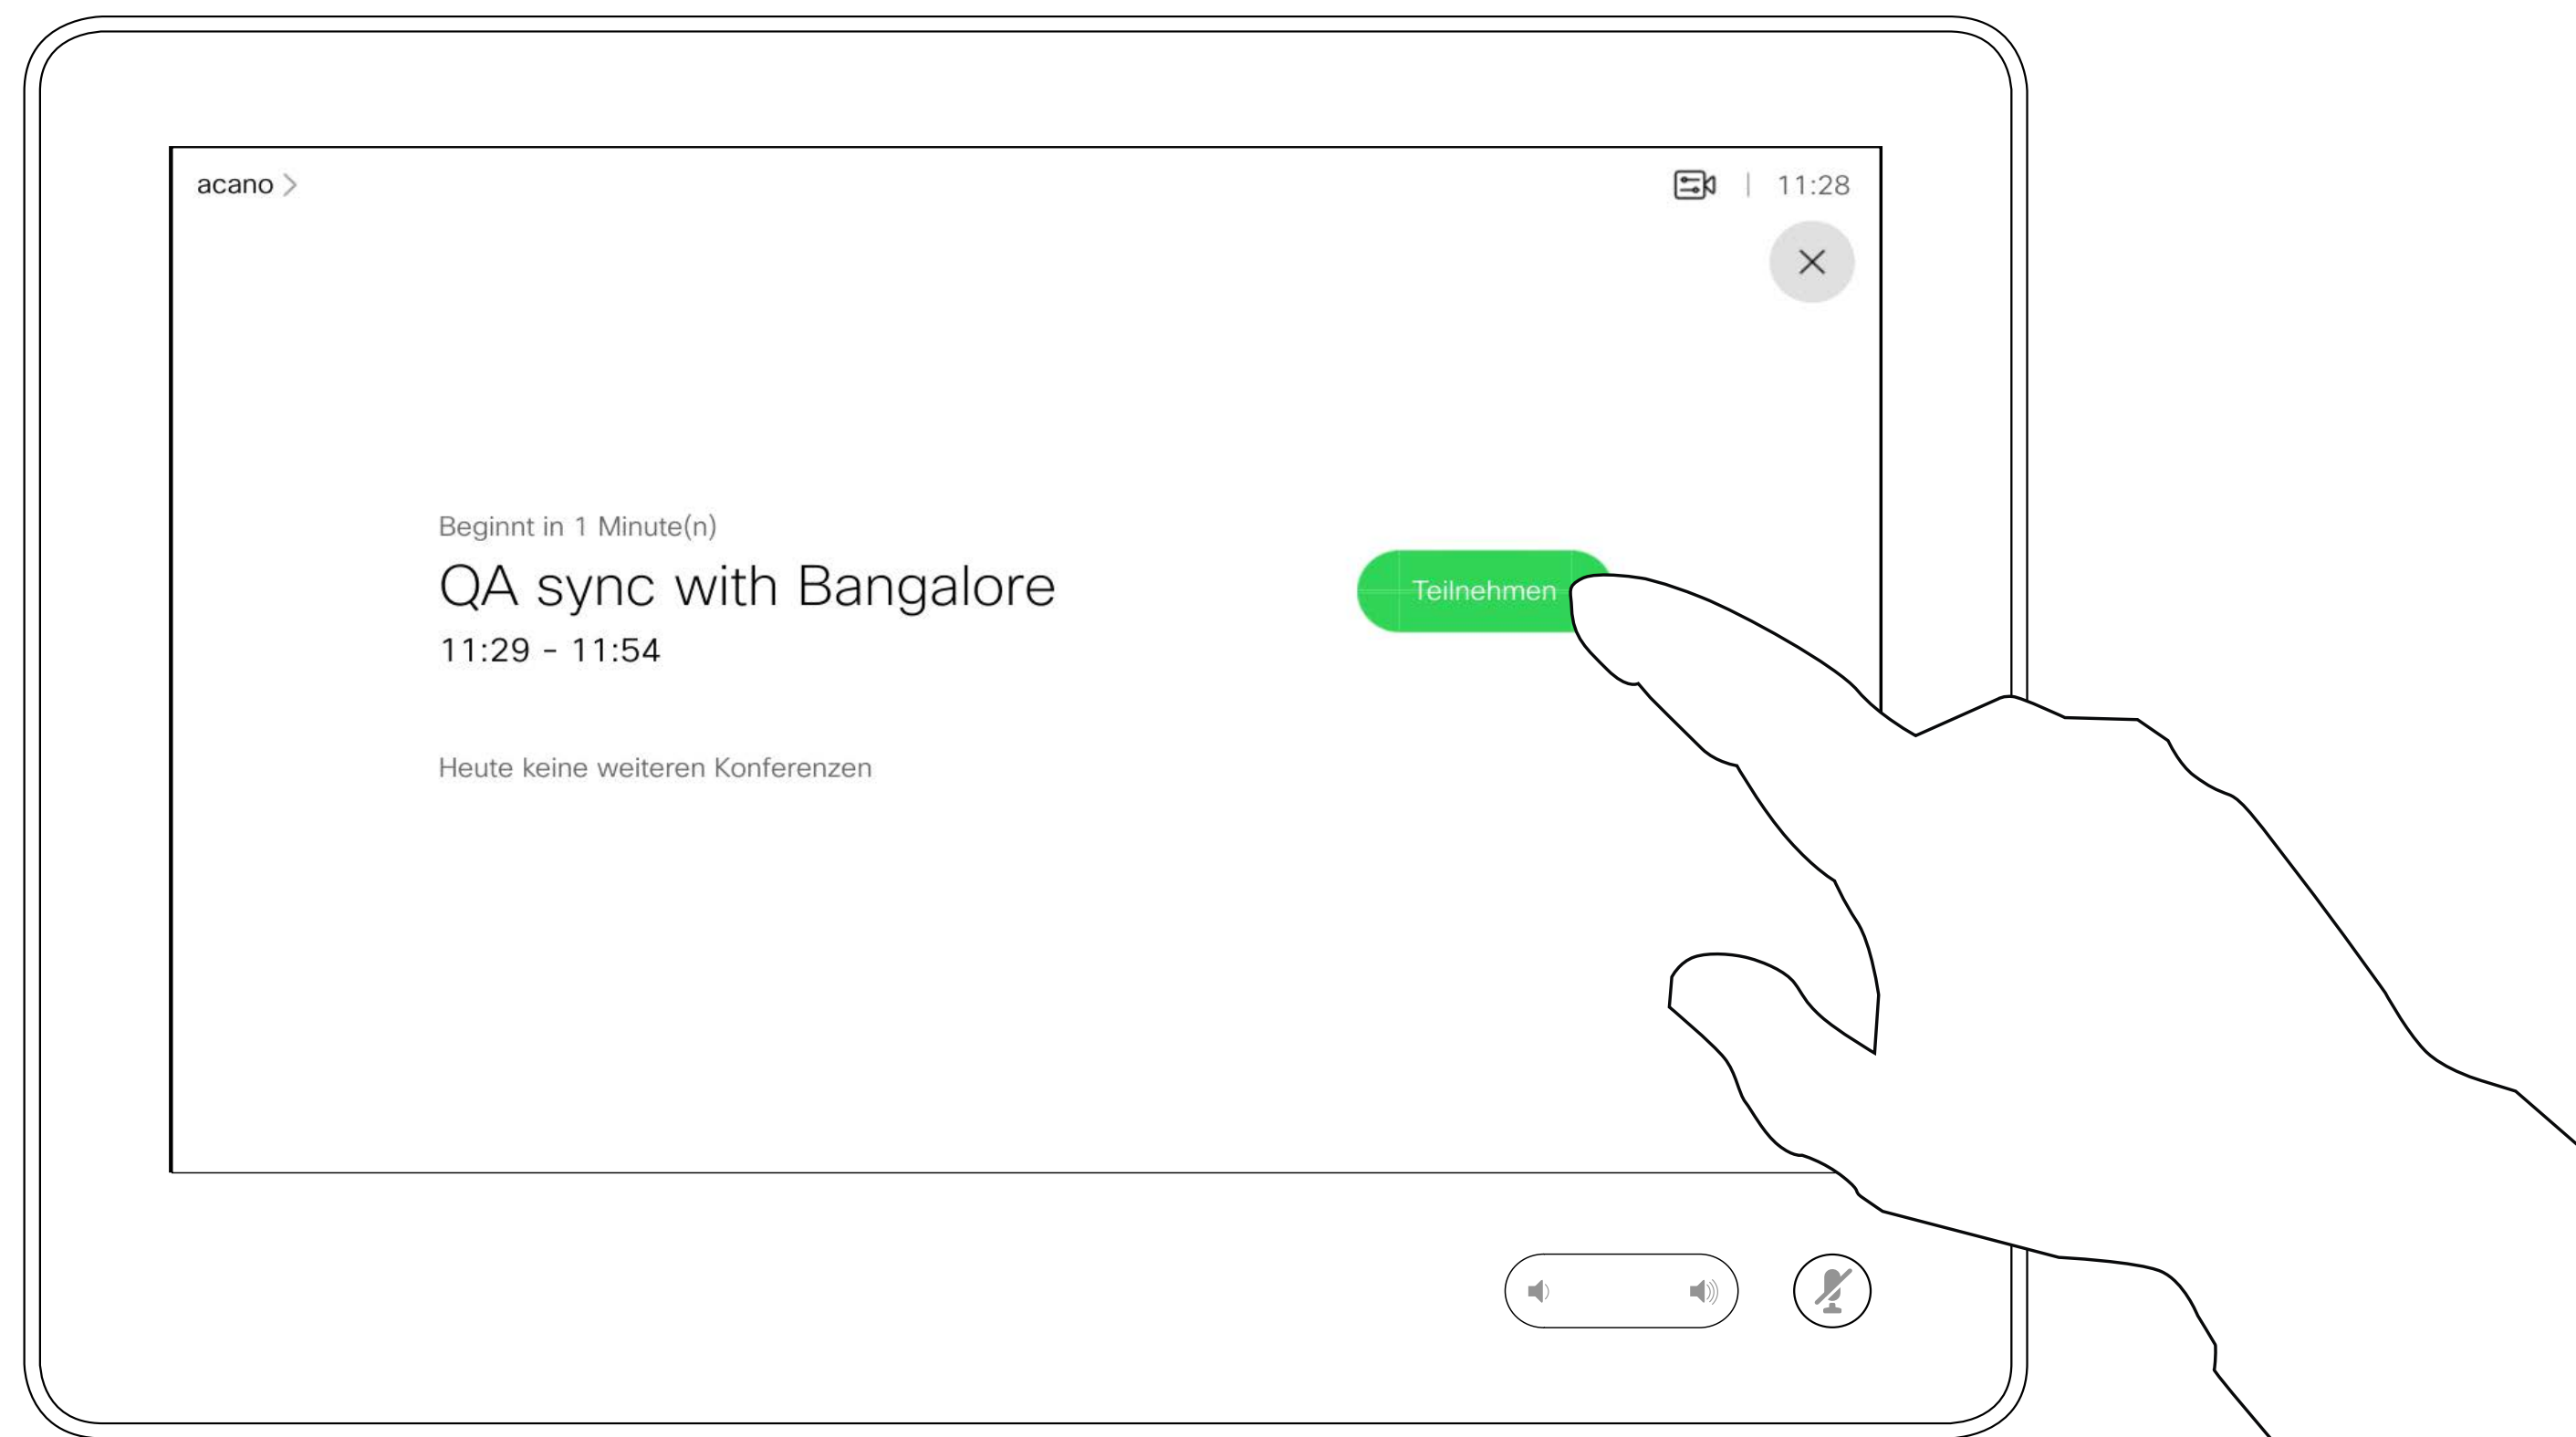 acano
11:28
Beginnt in 1 Minute(n)
QA sync with Bangalore
Teilnehmen
11:29 - 11:54
Heute keine weiteren Konferenzen